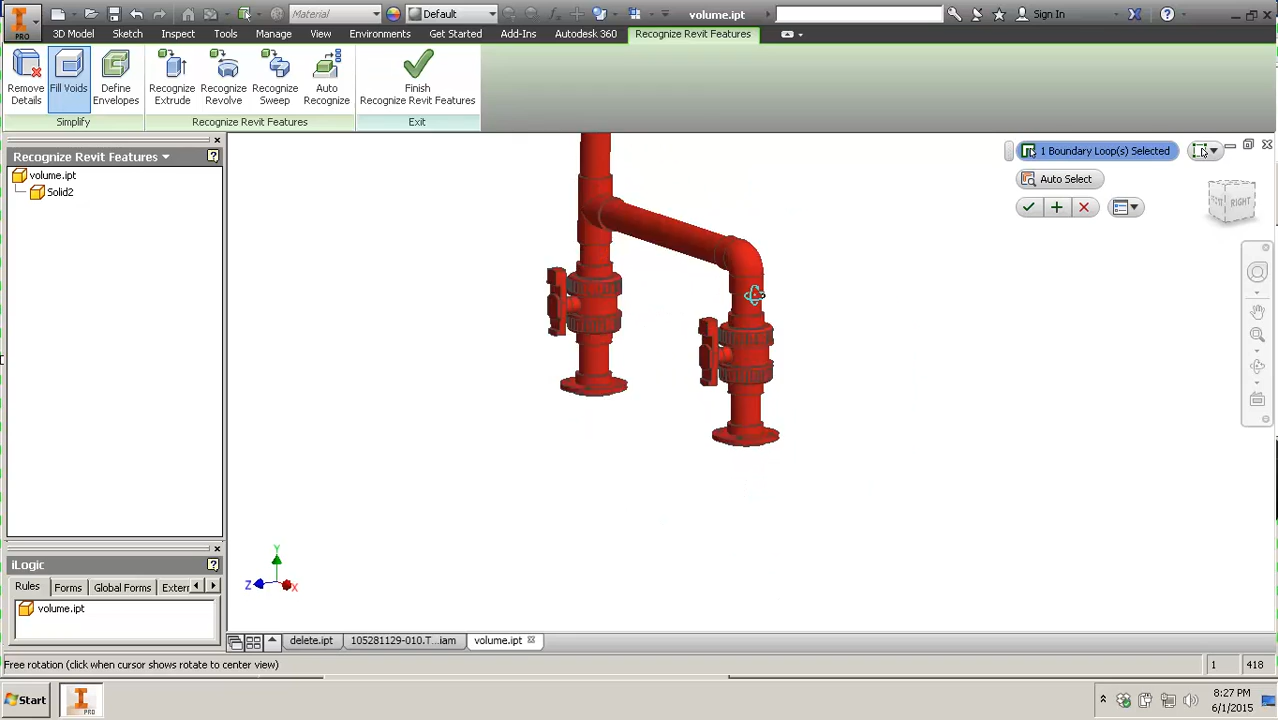 Material
Default
volume.ipt
Sign In
PRO
3D Model
Sketch
Inspect
Tools
Manage
View
Environments
Get Started
Add-Ins
Autodesk 360
Recognize Revit Features
Remove Details
Fill Voids
Define Envelopes
Recognize Extrude
Recognize Revolve
Recognize Sweep
Auto Recognize
Finish Recognize Revit Features
Simplify
Recognize Revit Features
Exit
Recognize Revit Features
volume.ipt
Solid2
1 Boundary Loop(s) Selected
Auto Select
RIGHT
iLogic
Rules
Forms
Global Forms
Exterr
volume.ipt
Y
Z
X
delete.ipt
105281129-010.T...iam
volume.ipt
Free rotation (click when cursor shows rotate to center view)
1
418
Start
PRO
8:27 PM
6/1/2015